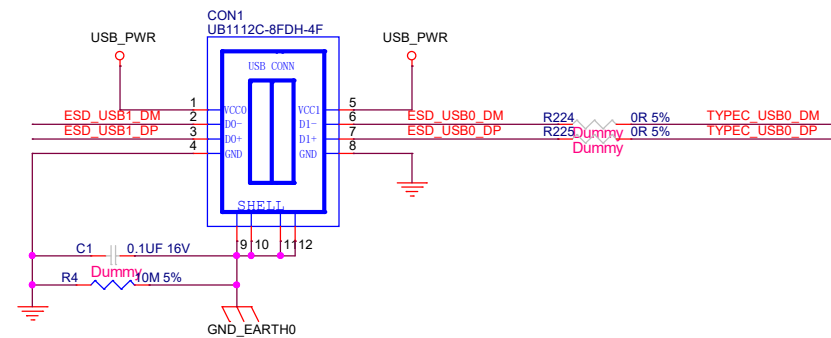 CON1
UB1112C-8FDH-4F
USB_PWR
USB_PWR
USB CONN
1
VCC0
VCC1
5
ESD_USB1_DM
2
D0-
D1-
6
ESD_USB0_DM
R224
0R 5%
TYPEC_USB0_DM
ESD_USB1_DP
3
D0+
D1+
7
ESD_USB0_DP
R225
Dummy
0R 5%
TYPEC_USB0_DP
Dummy
4
GND
GND
8
SHELL
9
10
11
12
C1
0.1UF 16V
Dummy
R4
10M 5%
GND_EARTH0